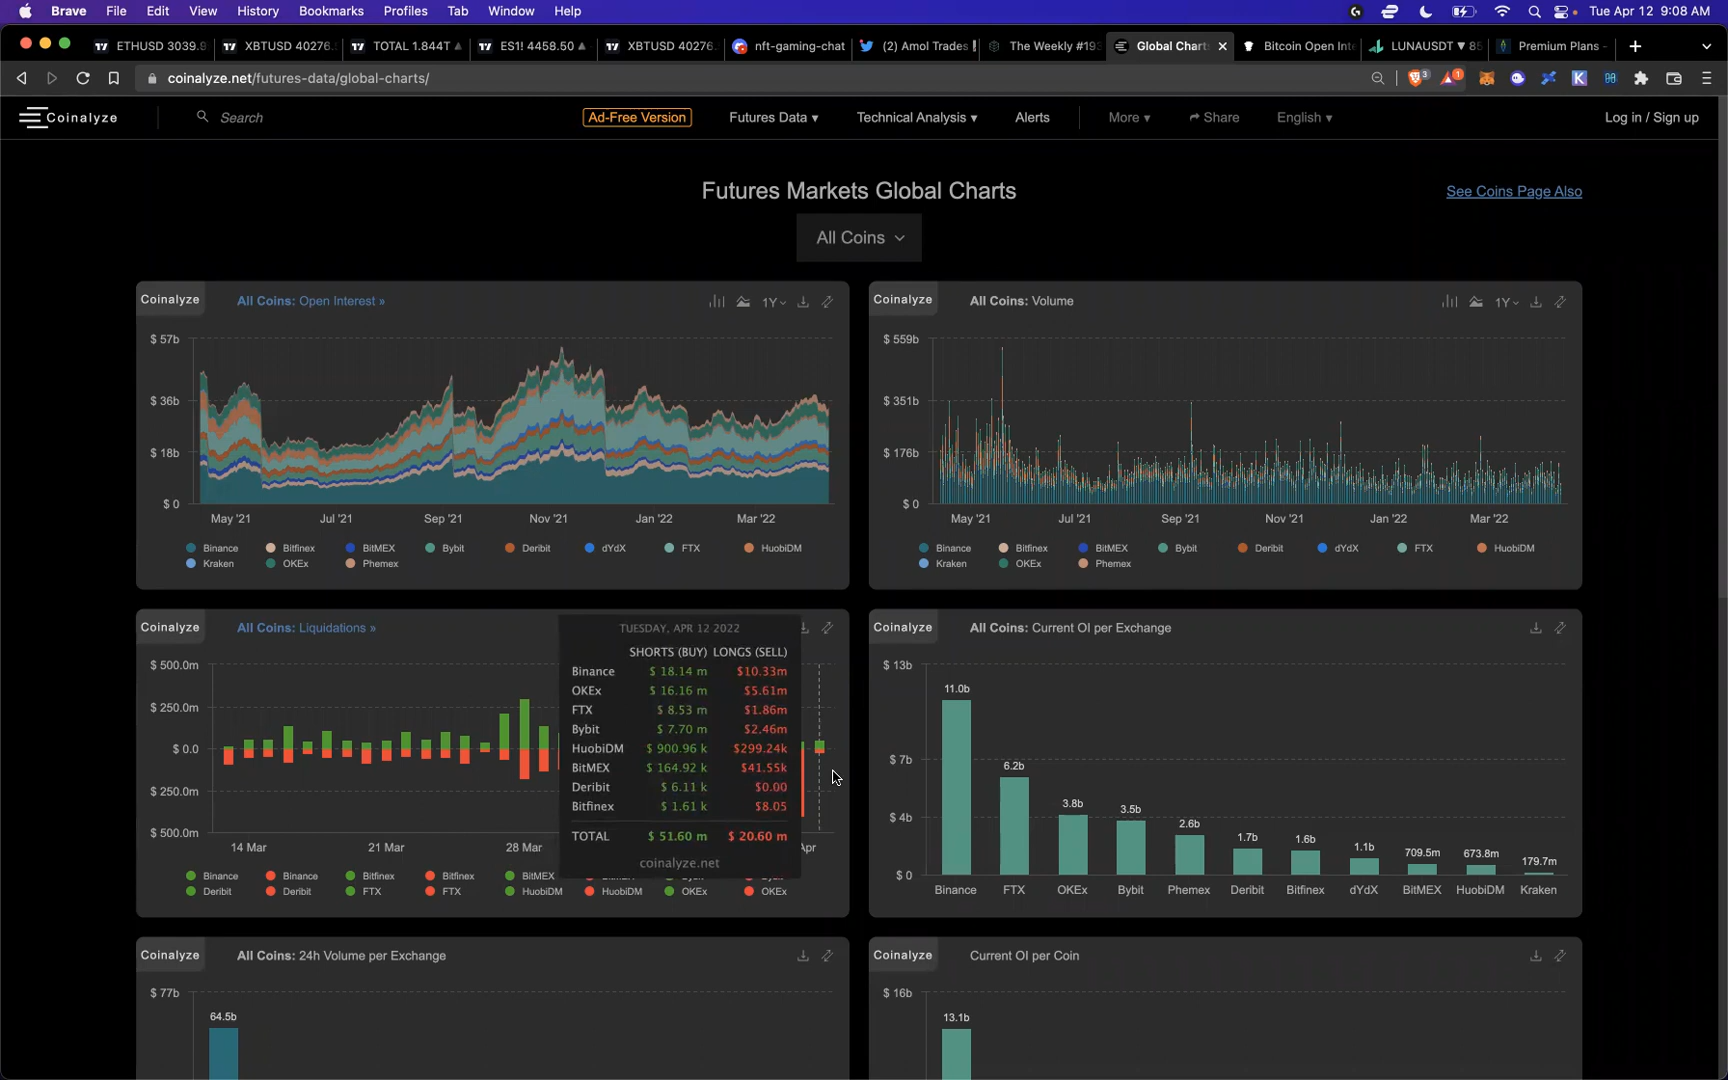 Brave File Edit View History Bookmarks Profiles Tab Window Help Tue Apr 12 9:08 AM
ETHUSD 3039.9 XBTUSD 40276. TOTAL 1.844T ▲ ES1! 4458.50 ▲ XBTUSD 40276. nft-gaming-chat (2) Amol Trades The Weekly #193 Global Chart Bitcoin Open Int LUNAUSDT ▼ 85 Premium Plans -
coinalyze.net/futures-data/global-charts/
Coinalyze Search Ad-Free Version Futures Data ▾ Technical Analysis ▾ Alerts More ▾ Share English ▾ Log in / Sign up
Futures Markets Global Charts
See Coins Page Also
All Coins
Coinalyze All Coins: Open Interest » 1Y
$ 57b
$ 36b
$ 18b
$ 0
May '21 Jul '21 Sep '21 Nov '21 Jan '22 Mar '22
Binance Bitfinex BitMEX Bybit Deribit dYdX FTX HuobiDM
Kraken OKEx Phemex
Coinalyze All Coins: Volume 1Y
$ 559b
$ 351b
$ 176b
$ 0
May '21 Jul '21 Sep '21 Nov '21 Jan '22 Mar '22
Binance Bitfinex BitMEX Bybit Deribit dYdX FTX HuobiDM
Kraken OKEx Phemex
Coinalyze All Coins: Liquidations »
$ 500.0m
$ 250.0m
$ 0.0
$ 250.0m
$ 500.0m
14 Mar 21 Mar 28 Mar Apr
Binance Binance Bitfinex Bitfinex BitMEX
Deribit Deribit FTX FTX HuobiDM HuobiDM OKEx OKEx
TUESDAY, APR 12 2022
SHORTS (BUY) LONGS (SELL)
Binance $ 18.14 m $10.33m
OKEx $ 16.16 m $5.61m
FTX $ 8.53 m $1.86m
Bybit $ 7.70 m $2.46m
HuobiDM $ 900.96 k $299.24k
BitMEX $ 164.92 k $41.55k
Deribit $ 6.11 k $0.00
Bitfinex $ 1.61 k $8.05
TOTAL $ 51.60 m $ 20.60 m
coinalyze.net
Coinalyze All Coins: Current OI per Exchange
$ 13b
$ 7b
$ 4b
$ 0
11.0b 6.2b 3.8b 3.5b 2.6b 1.7b 1.6b 1.1b 709.5m 673.8m 179.7m
Binance FTX OKEx Bybit Phemex Deribit Bitfinex dYdX BitMEX HuobiDM Kraken
Coinalyze All Coins: 24h Volume per Exchange
$ 77b
64.5b
Coinalyze Current OI per Coin
$ 16b
13.1b